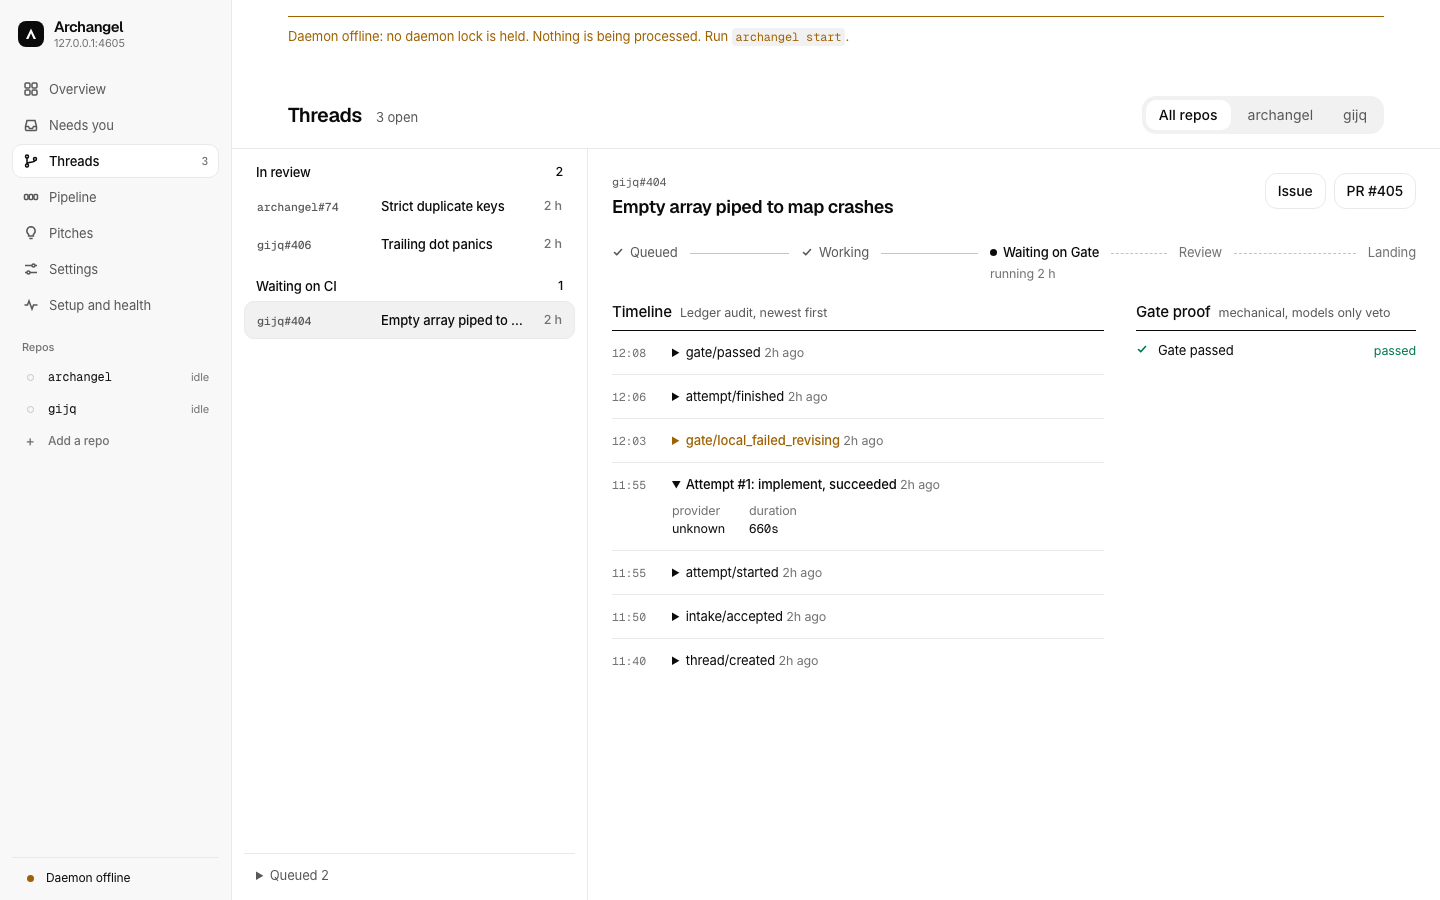 Archangel
127.0.0.1:4605
Overview
Needs you
Threads 3
Pipeline
Pitches
Settings
Setup and health
Repos
archangel idle
gijq idle
+ Add a repo
Daemon offline
Daemon offline: no daemon lock is held. Nothing is being processed. Run archangel start.
Threads 3 open
All repos archangel gijq
In review 2
archangel#74 Strict duplicate keys 2 h
gijq#406 Trailing dot panics 2 h
Waiting on CI 1
gijq#404 Empty array piped to ... 2 h
Queued 2
gijq#404
Empty array piped to map crashes
Issue PR #405
Queued Working Waiting on Gate Review Landing
running 2 h
Timeline Ledger audit, newest first
12:08 gate/passed 2h ago
12:06 attempt/finished 2h ago
12:03 gate/local_failed_revising 2h ago
11:55 Attempt #1: implement, succeeded 2h ago
provider duration
unknown 660s
11:55 attempt/started 2h ago
11:50 intake/accepted 2h ago
11:40 thread/created 2h ago
Gate proof mechanical, models only veto
Gate passed passed